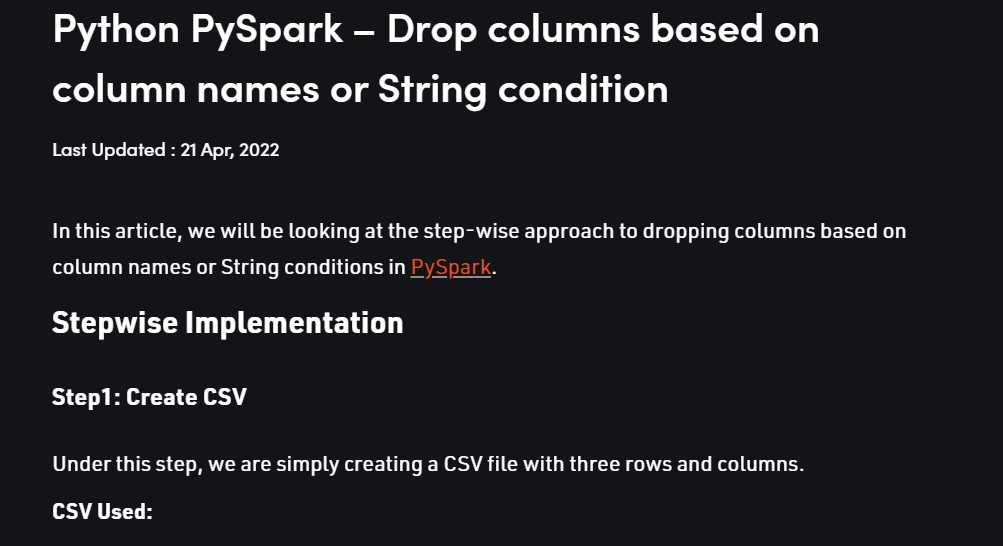 Python PySpark – Drop columns based on
column names or String condition
Last Updated : 21 Apr, 2022
In this article, we will be looking at the step-wise approach to dropping columns based on
column names or String conditions in PySpark.
Stepwise Implementation
Step1: Create CSV
Under this step, we are simply creating a CSV file with three rows and columns.
CSV Used: